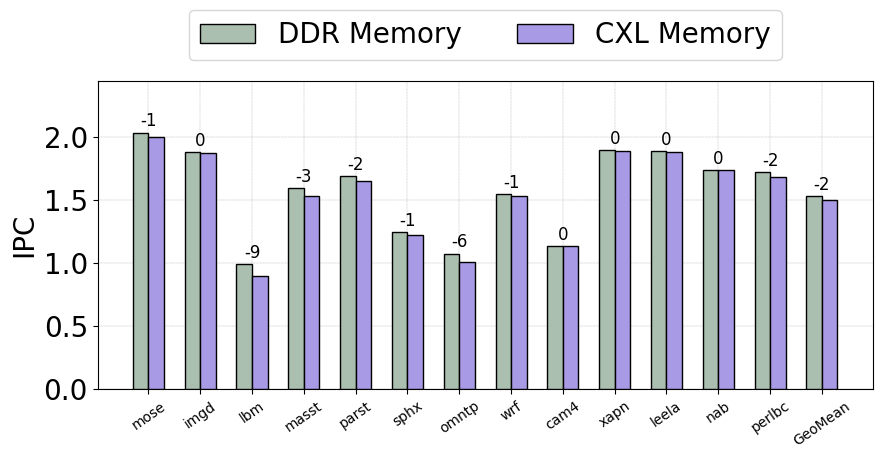 DDR Memory CXL Memory
IPC
2.0
1.5
1.0
0.5
0.0
-1 0 -9 -3 -2 -1 -6 -1 0 0 0 0 -2 -2
mose imgd lbm masst parst sphx omntp wrf cam4 xapn leela nab perlbc GeoMean